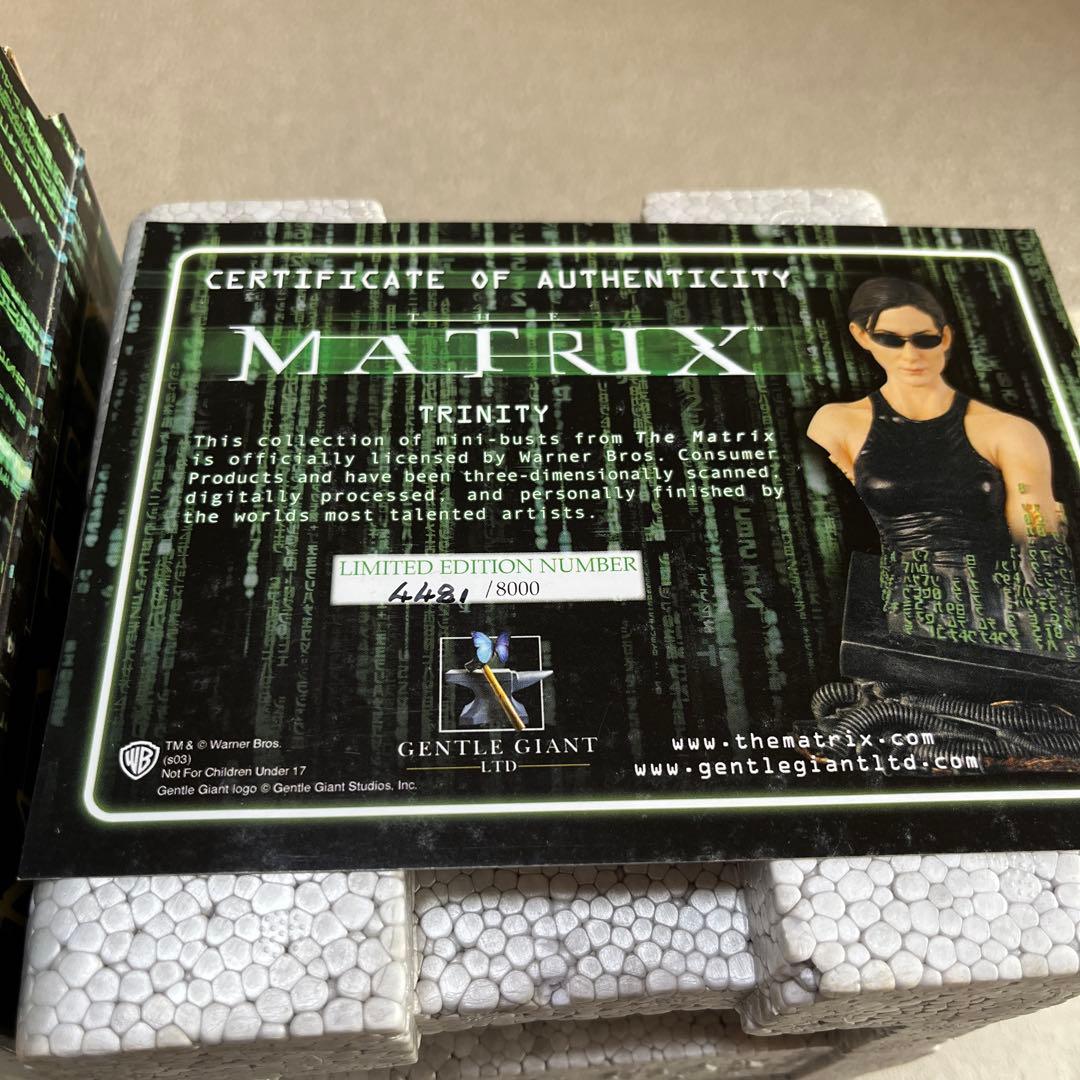 CERTIFICATE OF AUTHENTICITY
THE
MATRIX™
TRINITY
This collection of mini-busts from The Matrix
is officially licensed by Warner Bros. Consumer
Products and have been three-dimensionally scanned,
digitally processed, and personally finished by
the worlds most talented artists.
LIMITED EDITION NUMBER
4481 /8000
GENTLE GIANT
LTD
WB
TM & © Warner Bros.
(s03)
Not For Children Under 17
Gentle Giant logo © Gentle Giant Studios, Inc.
www.thematrix.com
www.gentlegiantltd.com